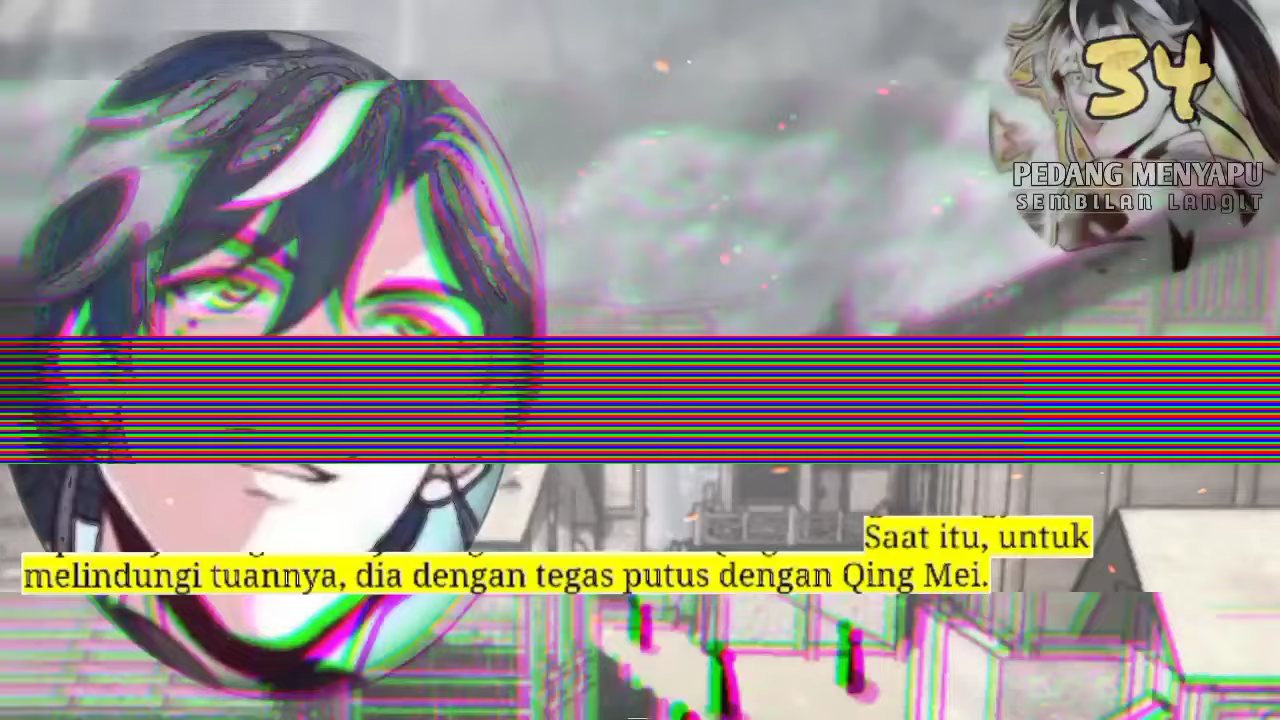 34
PEDANG MENYAPU
SEMBILAN LANGIT
Saat itu, untuk
melindungi tuannya, dia dengan tegas putus dengan Qing Mei.